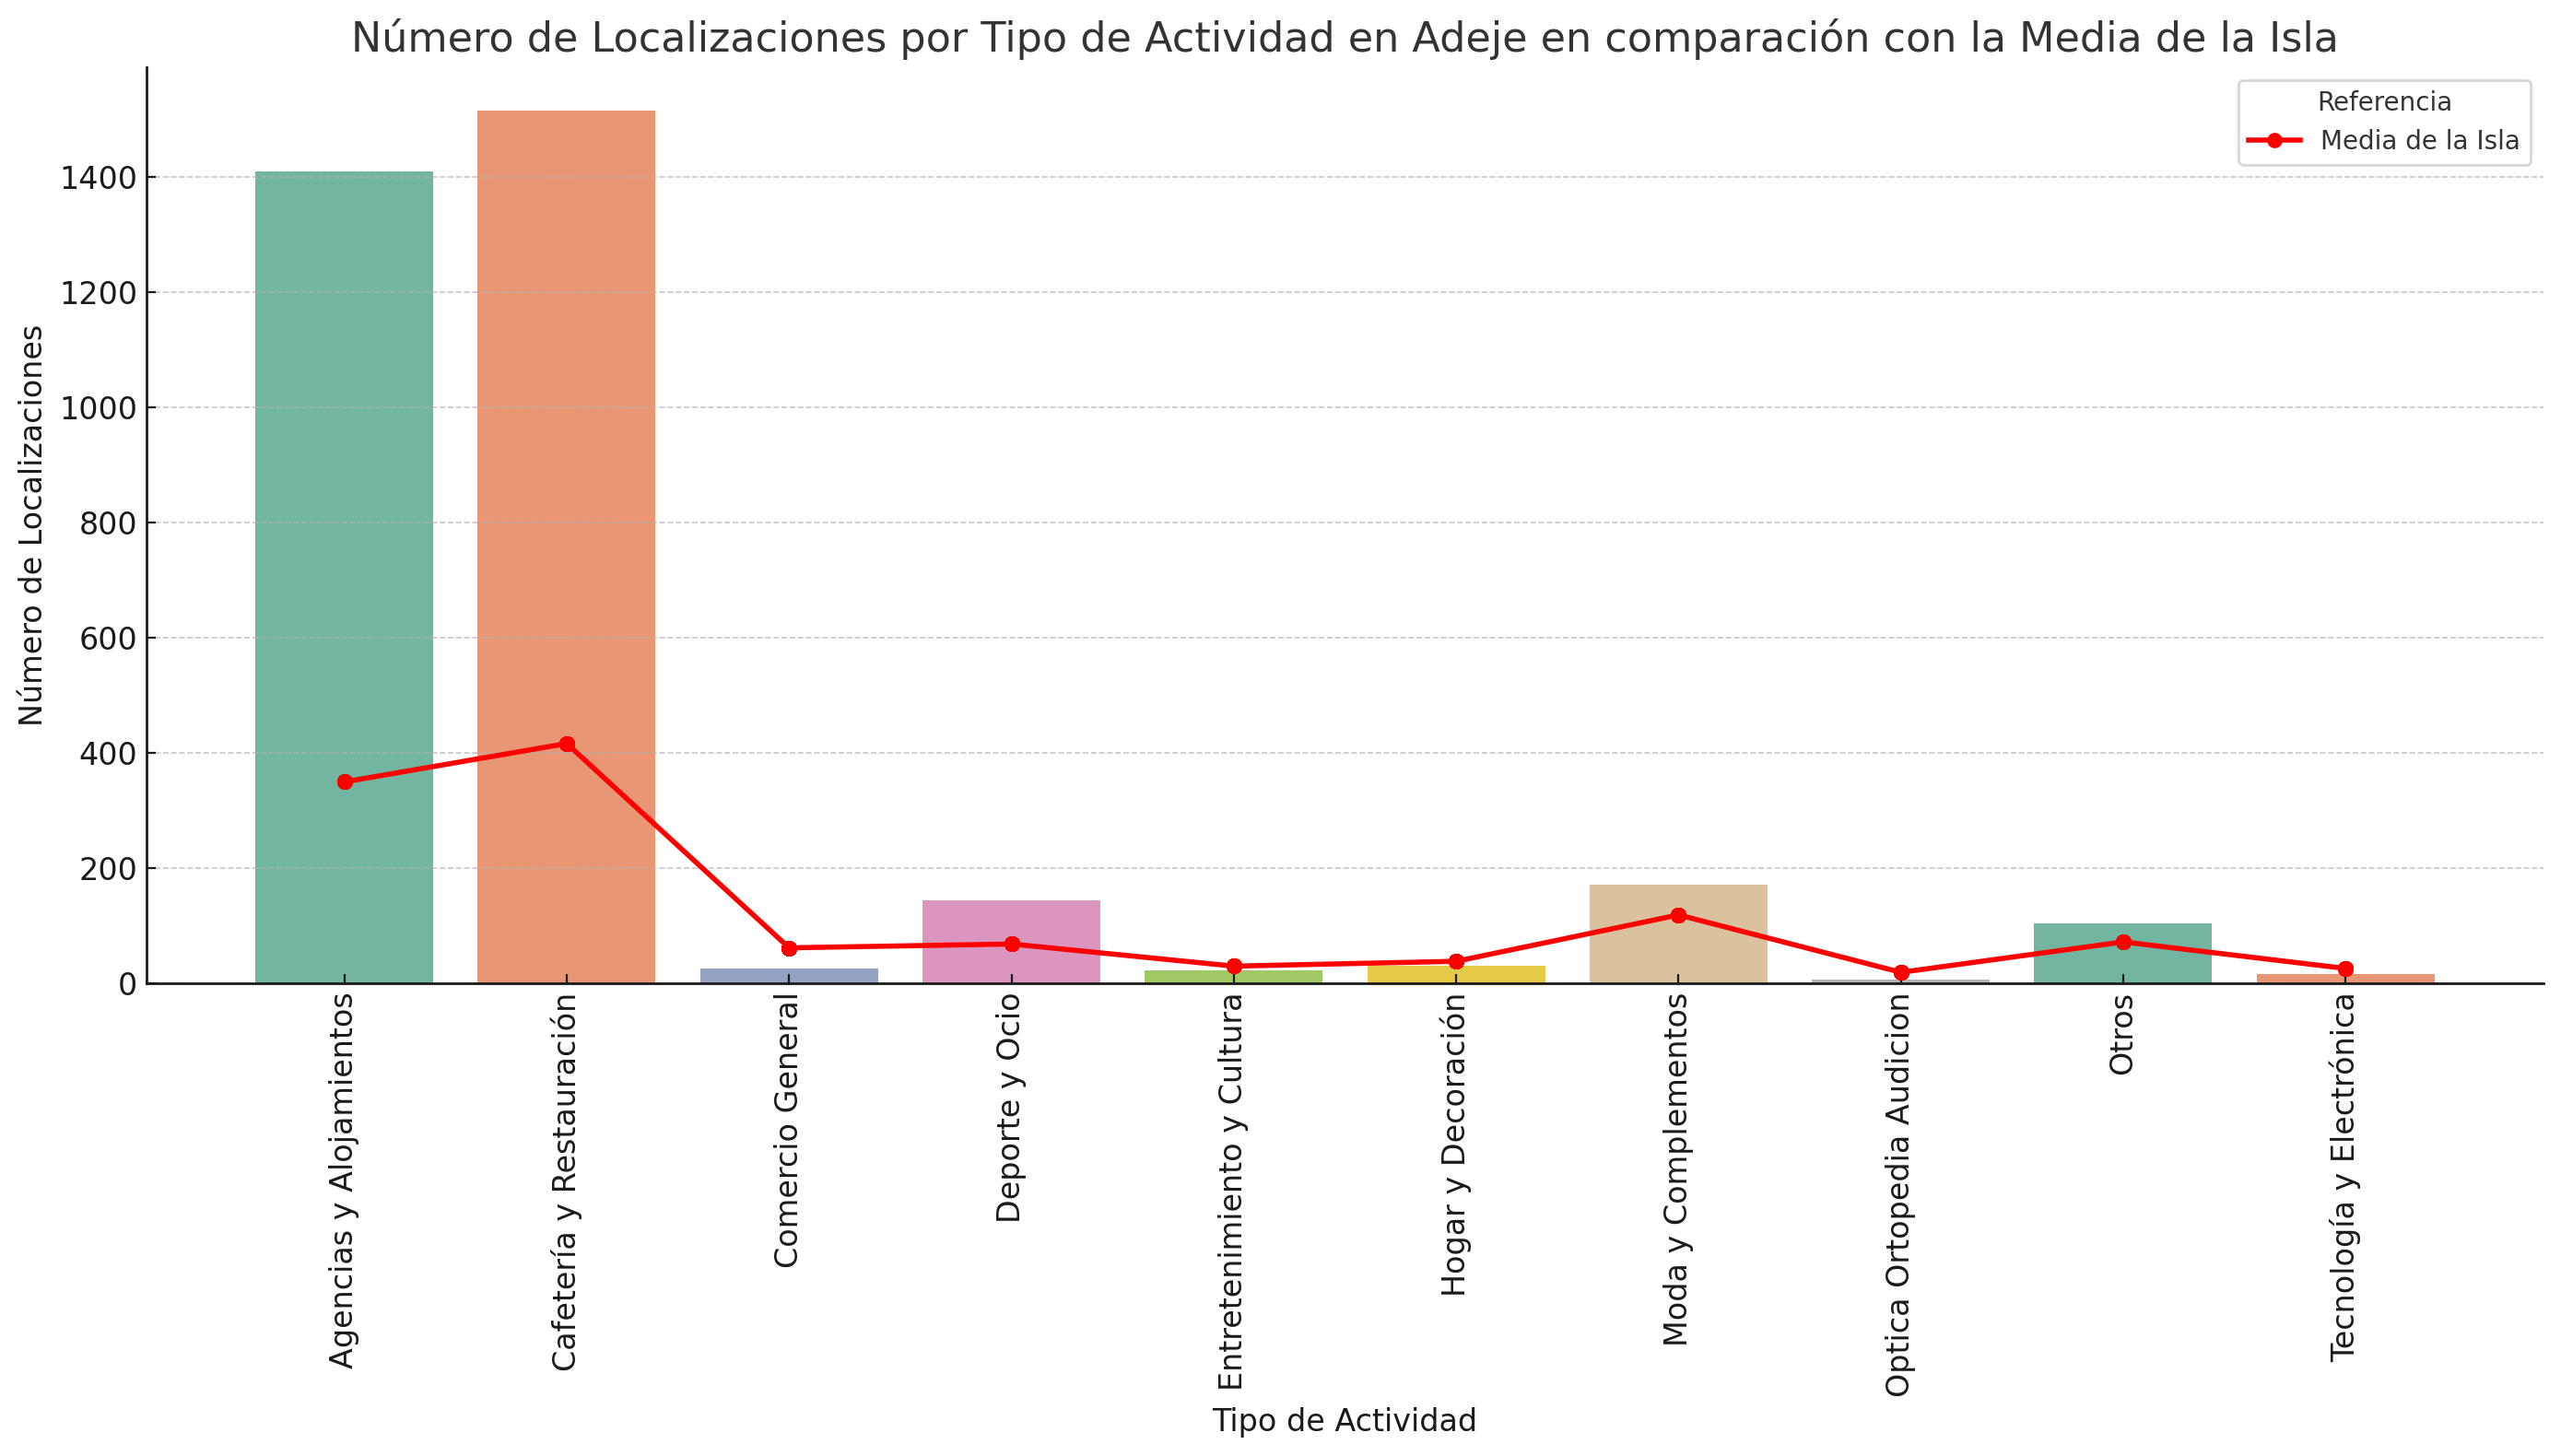 Número de Localizaciones por Tipo de Actividad en Adeje en comparación con la Media de la Isla
Referencia
Media de la Isla
Número de Localizaciones
1400
1200
1000
800
600
400
200
0
Agencias y Alojamientos
Cafetería y Restauración
Comercio General
Deporte y Ocio
Entretenimiento y Cultura
Hogar y Decoración
Moda y Complementos
Optica Ortopedia Audicion
Otros
Tecnología y Electrónica
Tipo de Actividad